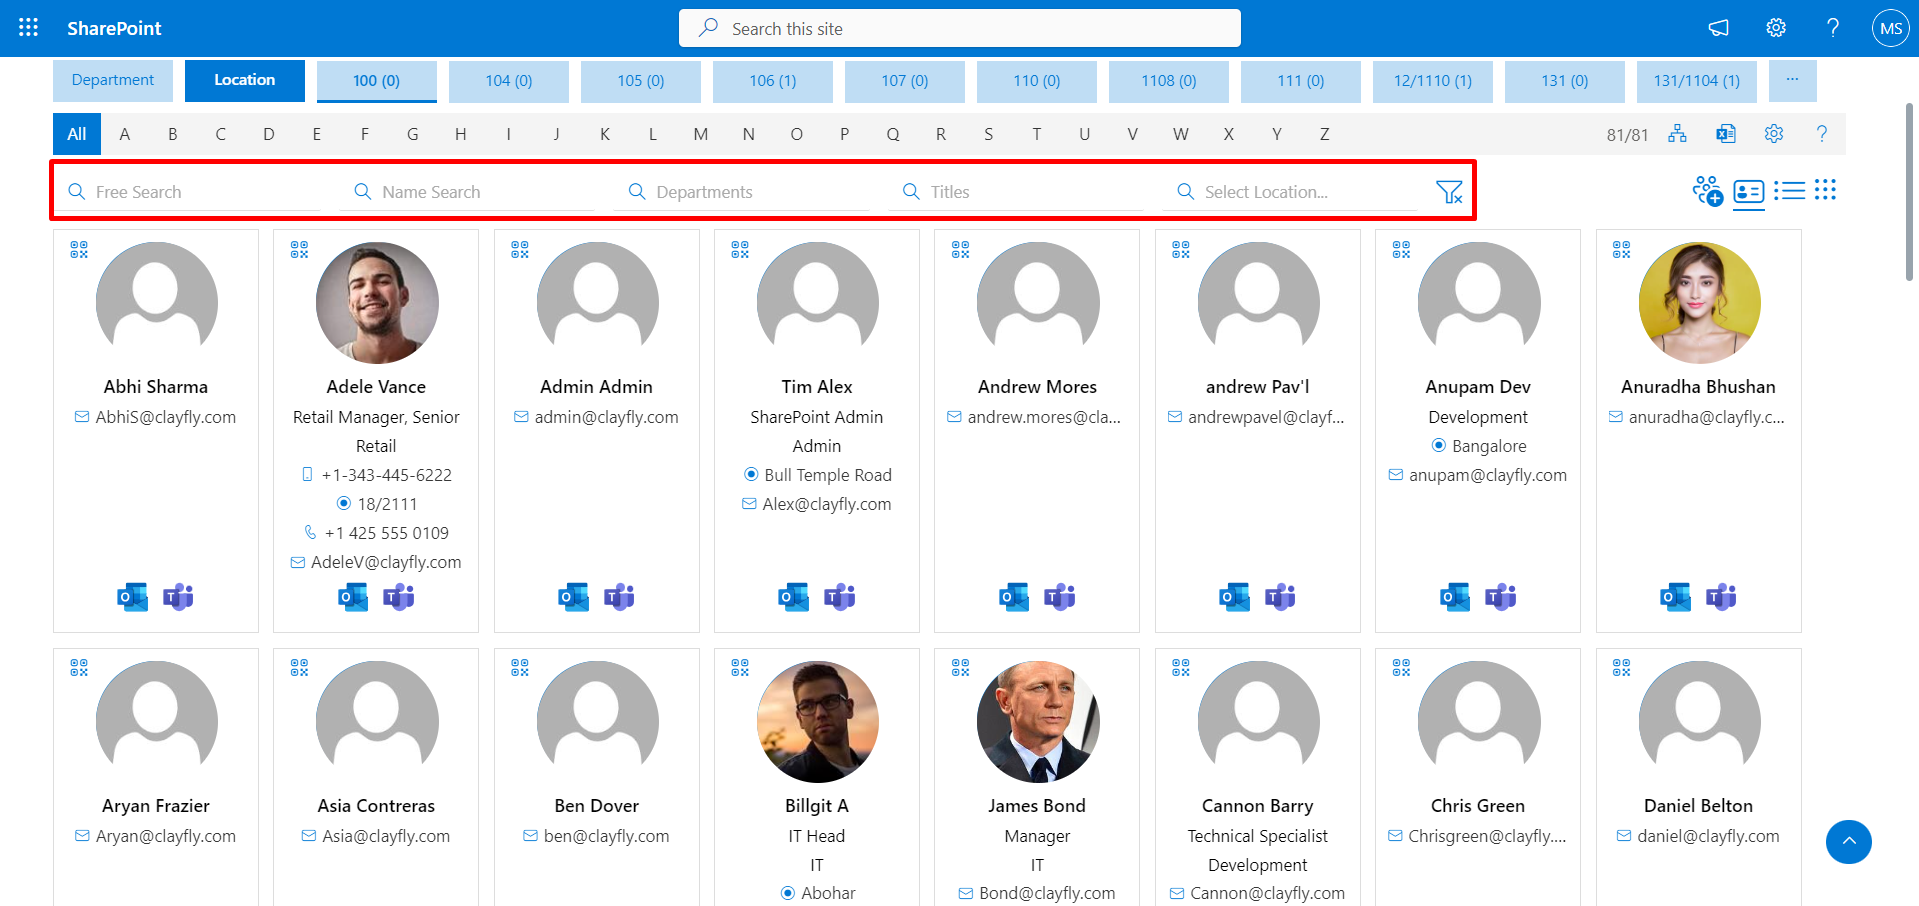 SharePoint
Search this site
MS
Department Location 100 (0) 104 (0) 105 (0) 106 (1) 107 (0) 110 (0) 1108 (0) 111 (0) 12/1110 (1) 131 (0) 131/1104 (1) ...
All A B C D E F G H I J K L M N O P Q R S T U V W X Y Z 81/81 ?
Free Search Name Search Departments Titles Select Location...
Abhi Sharma
AbhiS@clayfly.com
Adele Vance
Retail Manager, Senior
Retail
+1-343-445-6222
18/2111
+1 425 555 0109
AdeleV@clayfly.com
Admin Admin
admin@clayfly.com
Tim Alex
SharePoint Admin
Admin
Bull Temple Road
Alex@clayfly.com
Andrew Mores
andrew.mores@cla...
andrew Pav'l
andrewpavel@clayf...
Anupam Dev
Development
Bangalore
anupam@clayfly.com
Anuradha Bhushan
anuradha@clayfly.c...
Aryan Frazier
Aryan@clayfly.com
Asia Contreras
Asia@clayfly.com
Ben Dover
ben@clayfly.com
Billgit A
IT Head
IT
Abohar
James Bond
Manager
IT
Bond@clayfly.com
Cannon Barry
Technical Specialist
Development
Cannon@clayfly.com
Chris Green
Chrisgreen@clayfly....
Daniel Belton
daniel@clayfly.com